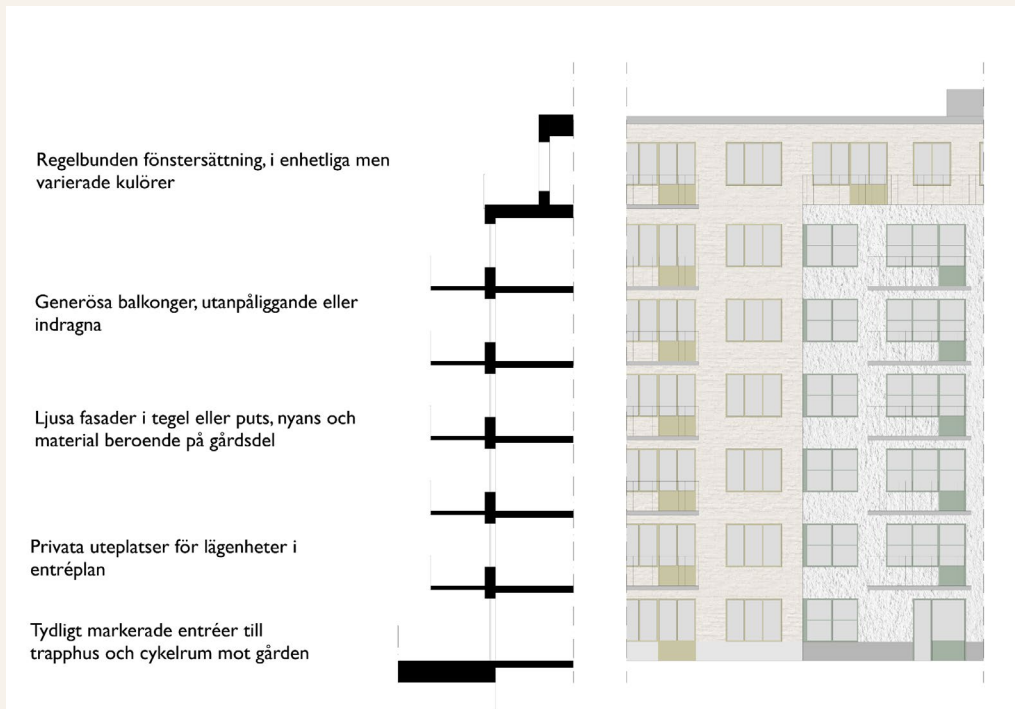 Regelbunden fönstersättning, i enhetliga men
varierade kulörer
Generösa balkonger, utanpåliggande eller
indragna
Ljusa fasader i tegel eller puts, nyans och
material beroende på gårdsdel
Privata uteplatser för lägenheter i
entréplan
Tydligt markerade entréer till
trapphus och cykelrum mot gården